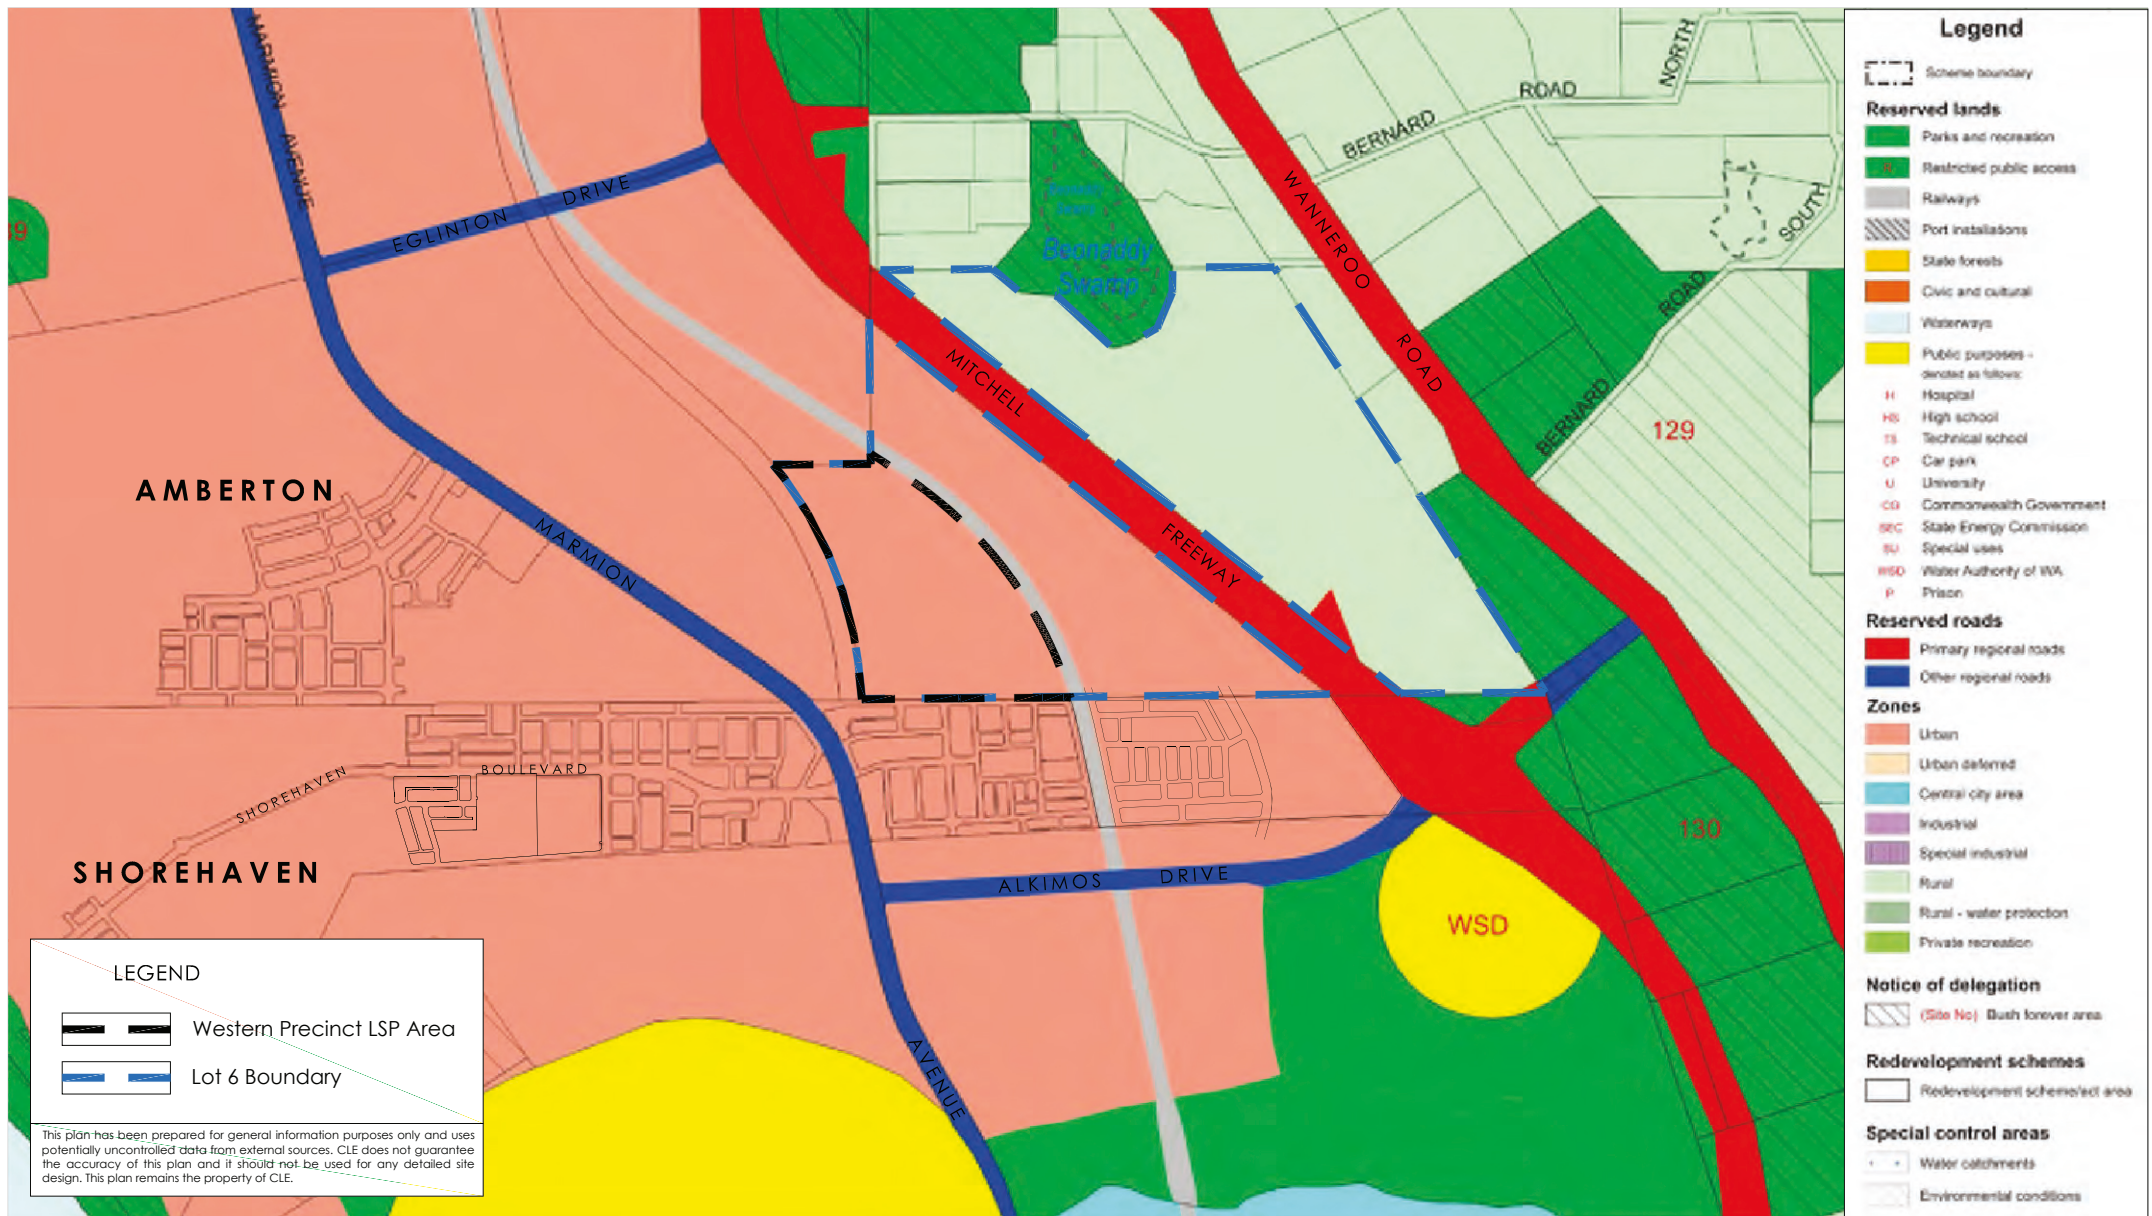 MARMION AVENUE
EGLINTON DRIVE
39
AMBERTON
MARMION
SHOREHAVEN BOULEVARD
SHOREHAVEN
ALKIMOS DRIVE
AVENUE
MITCHELL
FREEWAY
Beonaddy
Swamp
WANNEROO
ROAD
BERNARD ROAD NORTH
BERNARD ROAD SOUTH
129
130
WSD
LEGEND
Western Precinct LSP Area
Lot 6 Boundary
This plan has been prepared for general information purposes only and uses
potentially uncontrolled data from external sources. CLE does not guarantee
the accuracy of this plan and it should not be used for any detailed site
design. This plan remains the property of CLE.
Legend
Scheme boundary
Reserved lands
Parks and recreation
R Restricted public access
Railways
Port installations
State forests
Civic and cultural
Waterways
Public purposes -
denoted as follows:
H Hospital
HS High school
TS Technical school
CP Car park
U University
CG Commonwealth Government
SEC State Energy Commission
SU Special uses
WSD Water Authority of WA
P Prison
Reserved roads
Primary regional roads
Other regional roads
Zones
Urban
Urban deferred
Central city area
Industrial
Special industrial
Rural
Rural - water protection
Private recreation
Notice of delegation
(Site No) Bush forever area
Redevelopment schemes
Redevelopment scheme/act area
Special control areas
Water catchments
Environmental conditions